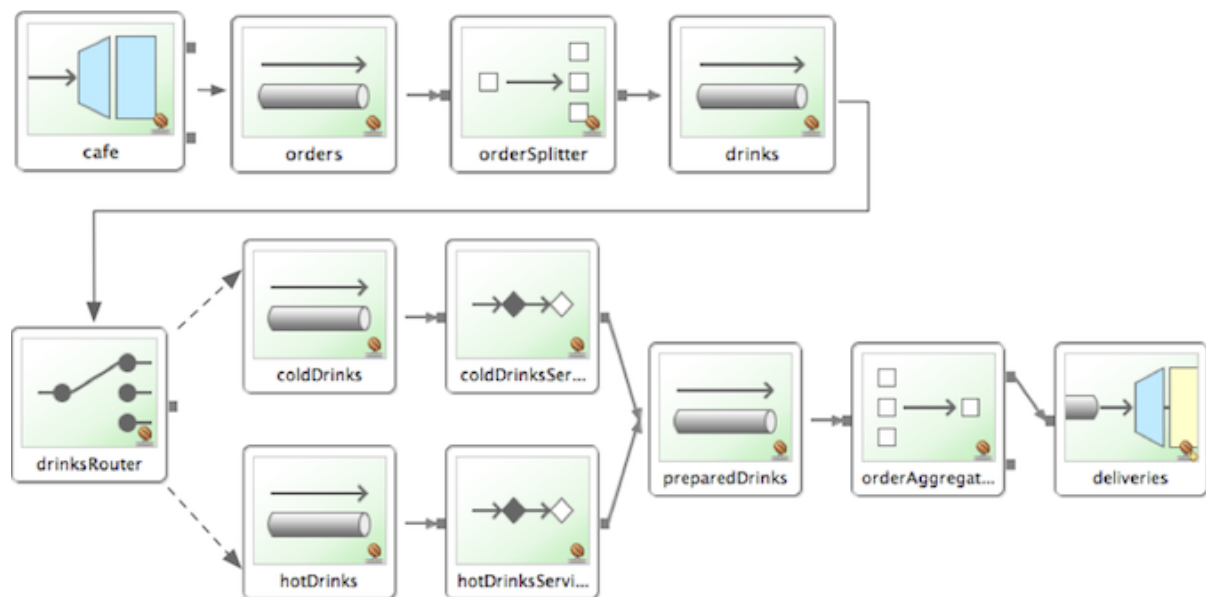 cafe
orders
orderSplitter
drinks
drinksRouter
coldDrinks
coldDrinksSer...
hotDrinks
hotDrinksServi...
preparedDrinks
orderAggregat...
deliveries